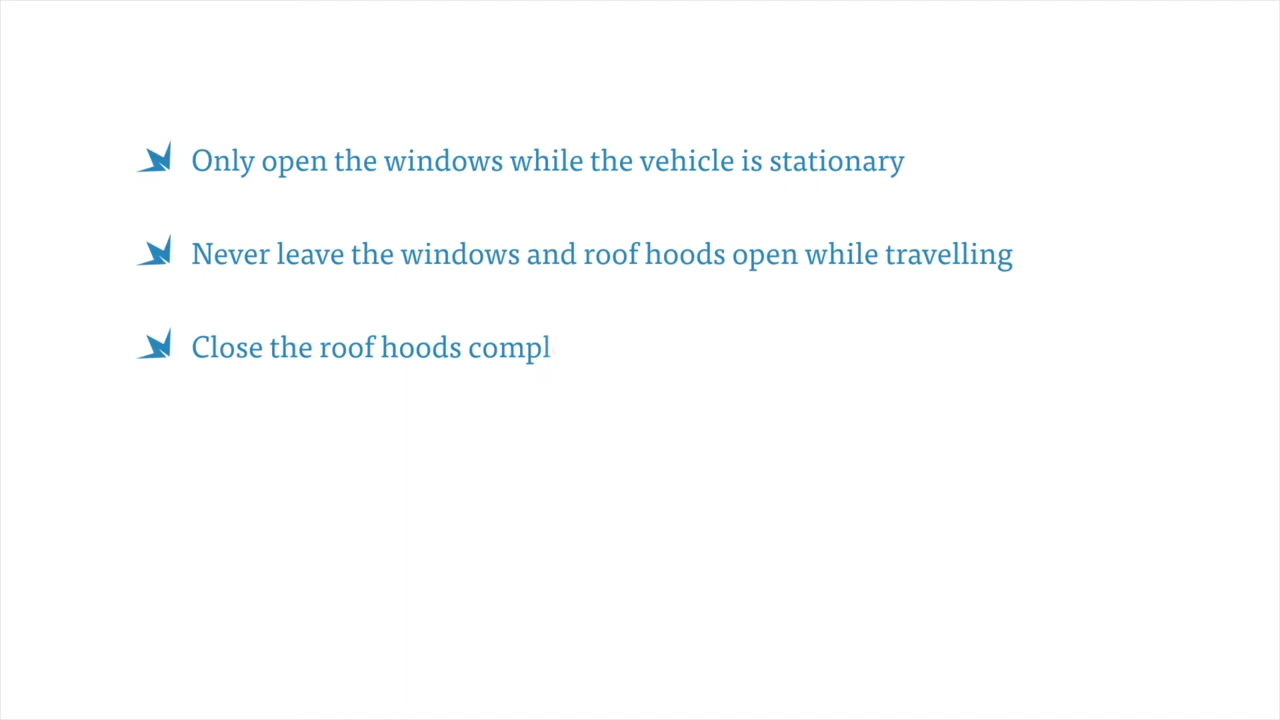 Only open the windows while the vehicle is stationary
Never leave the windows and roof hoods open while travelling
Close the roof hoods compl